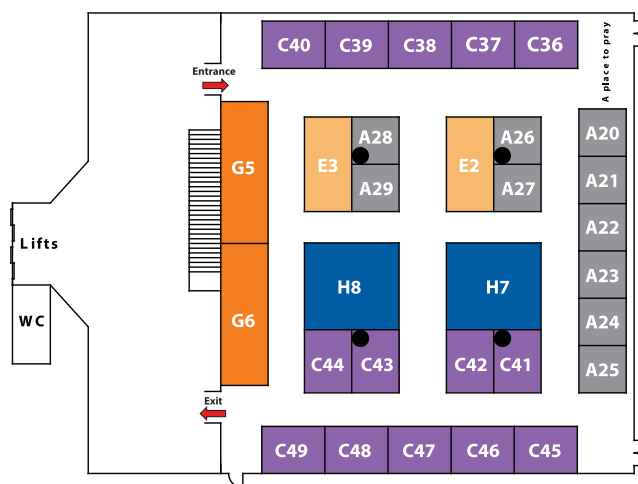 C40 C39 C38 C37 C36
A place to pray
Entrance
A28 A26 A20
G5 E3 E2
A29 A27 A21
A22
Lifts
H8 H7 A23
WC G6
A24
C44 C43 C42 C41 A25
Exit
C49 C48 C47 C46 C45